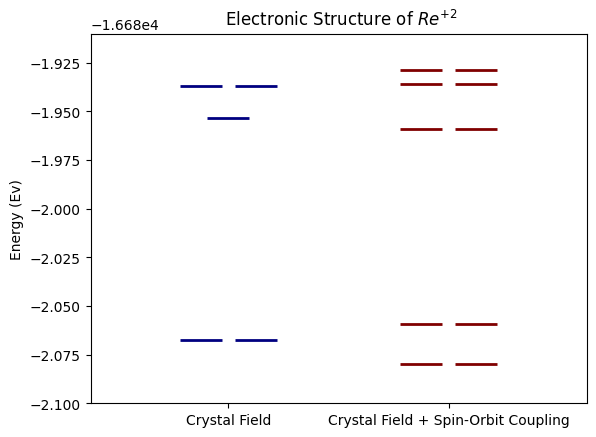 Electronic Structure of $Re^{+2}$
−1.668e4
−1.925
−1.950
−1.975
−2.000
−2.025
−2.050
−2.075
−2.100
Energy (Ev)
Crystal Field
Crystal Field + Spin-Orbit Coupling